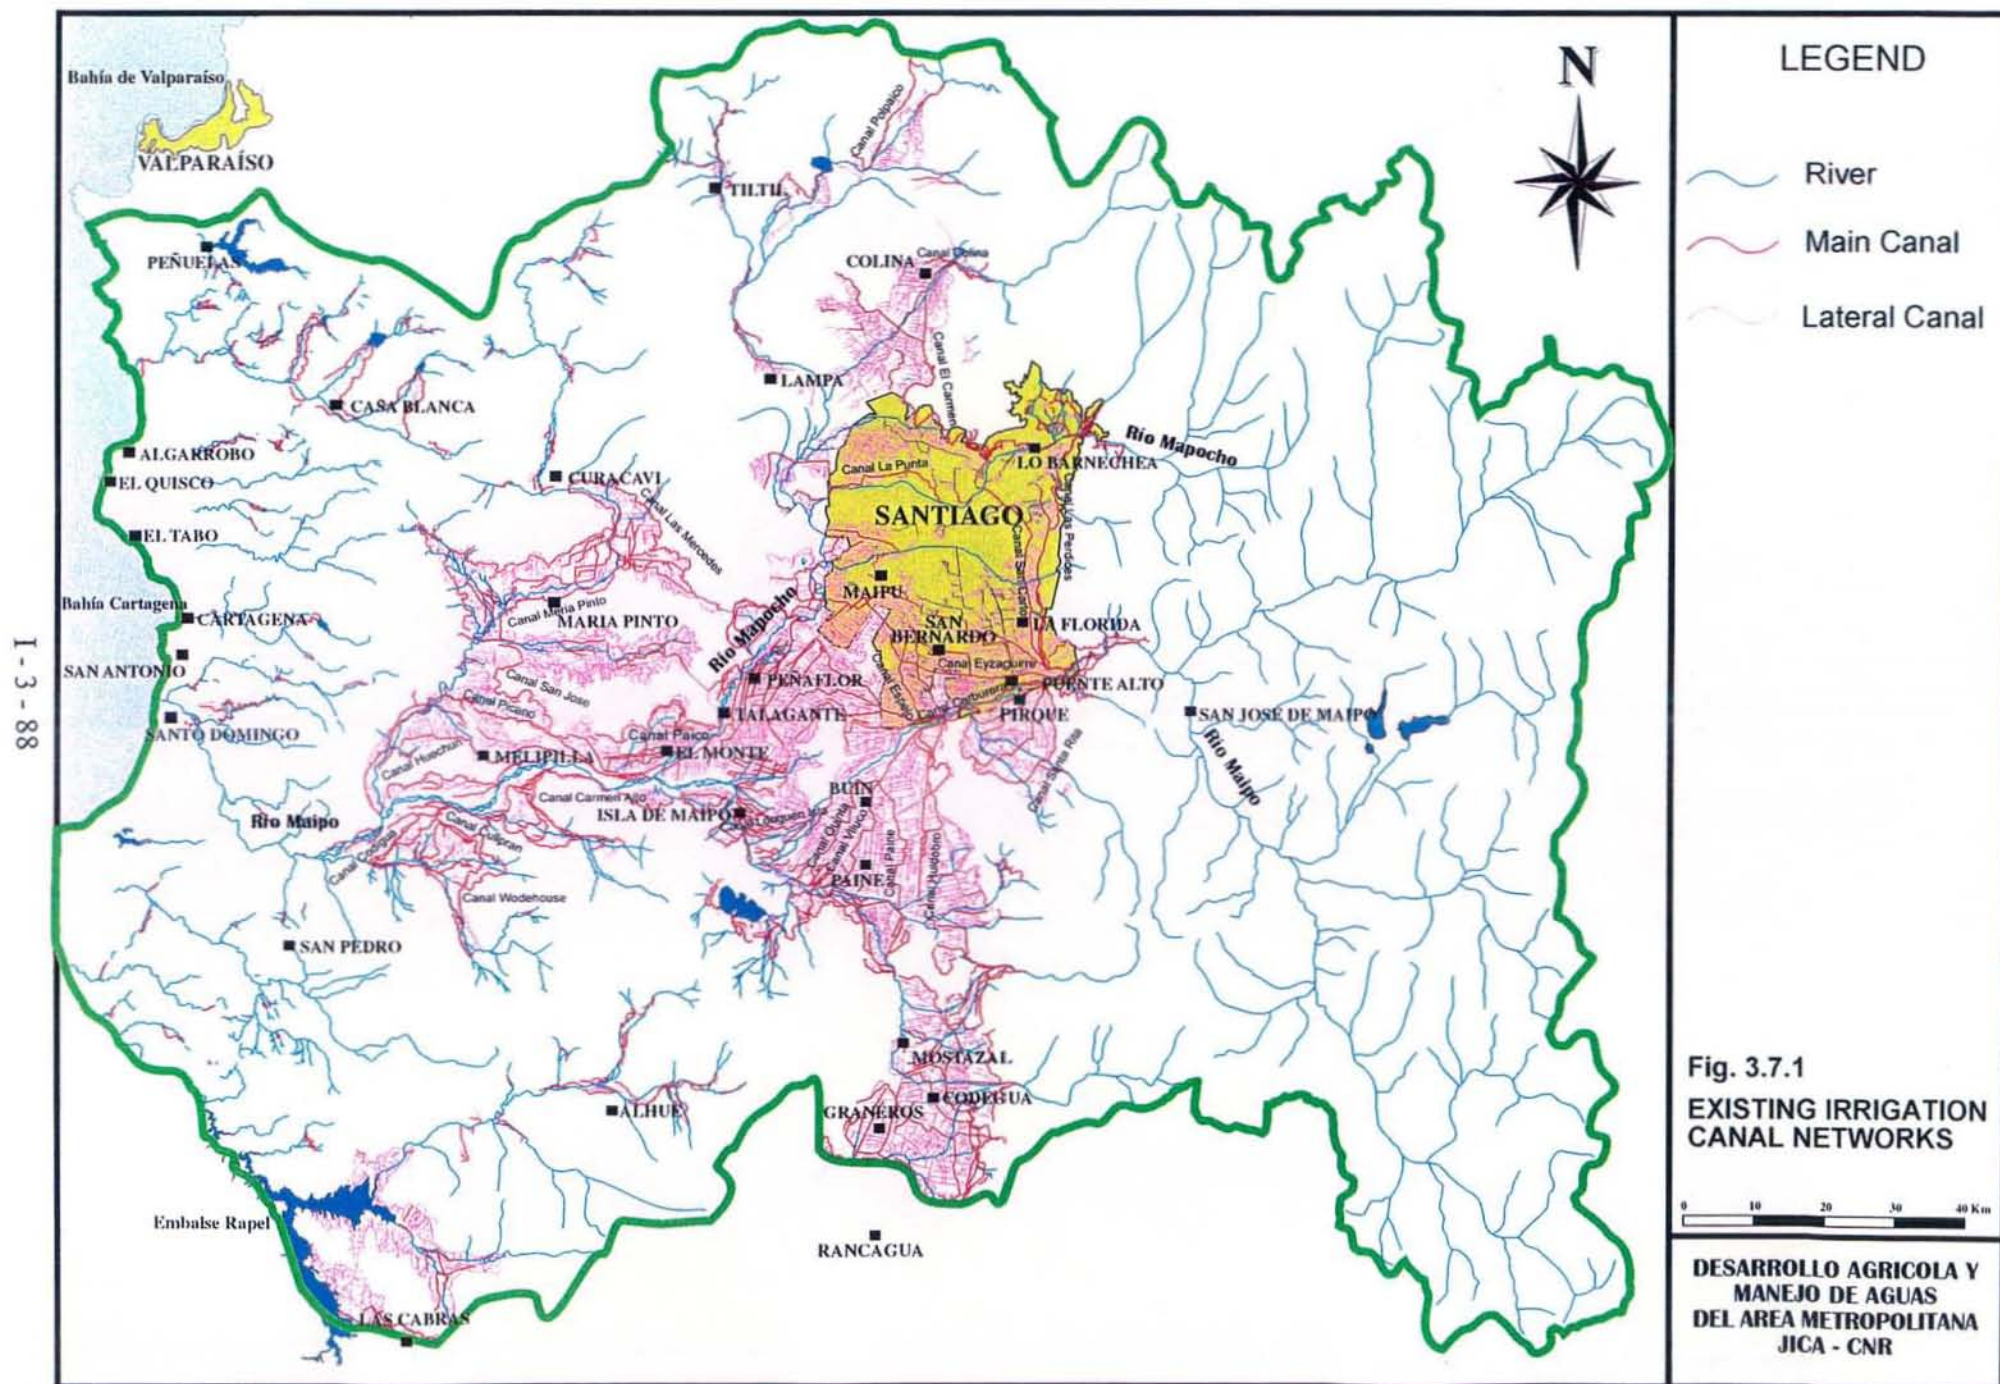 Bahía de Valparaíso
VALPARAÍSO
PEÑUELAS
TILTIL
Canal Polpaico
COLINA
Canal Colina
Canal El Carmen
LAMPA
CASA BLANCA
ALGARROBO
EL QUISCO
EL TABO
CURACAVI
Canal Las Mercedes
Canal La Punta
LO BARNECHEA
Río Mapocho
SANTIAGO
Canal Las Perdices
Canal San Carlos
MAIPU
Bahía Cartagena
CARTAGENA
SAN ANTONIO
SANTO DOMINGO
Canal Meria Pinto
MARIA PINTO
Río Mapocho
SAN
BERNARDO
LA FLORIDA
Canal Eyzaguirre
PEÑAFLOR
Canal Espejo
PUENTE ALTO
PIRQUE
TALAGANTE
Canal San Jose
Canal Picano
Canal Huechun
MELIPILLA
Canal Paico
EL MONTE
SAN JOSE DE MAIPO
Río Maipo
Canal Santa Rita
BUIN
Canal Carmen Alto
ISLA DE MAIPO
Río Maipo
Canal Culipran
Canal Codigua
Canal Wodehouse
Canal Quinta
Canal Viluco
Canal Paine
Canal Huidobro
PAINE
SAN PEDRO
MOSTAZAL
CODEGUA
GRANEROS
ALHUE
Embalse Rapel
LAS CABRAS
RANCAGUA
N
LEGEND
River
Main Canal
Lateral Canal
Fig. 3.7.1
EXISTING IRRIGATION
CANAL NETWORKS
0 10 20 30 40 Km
DESARROLLO AGRICOLA Y
MANEJO DE AGUAS
DEL AREA METROPOLITANA
JICA - CNR
I - 3 - 88